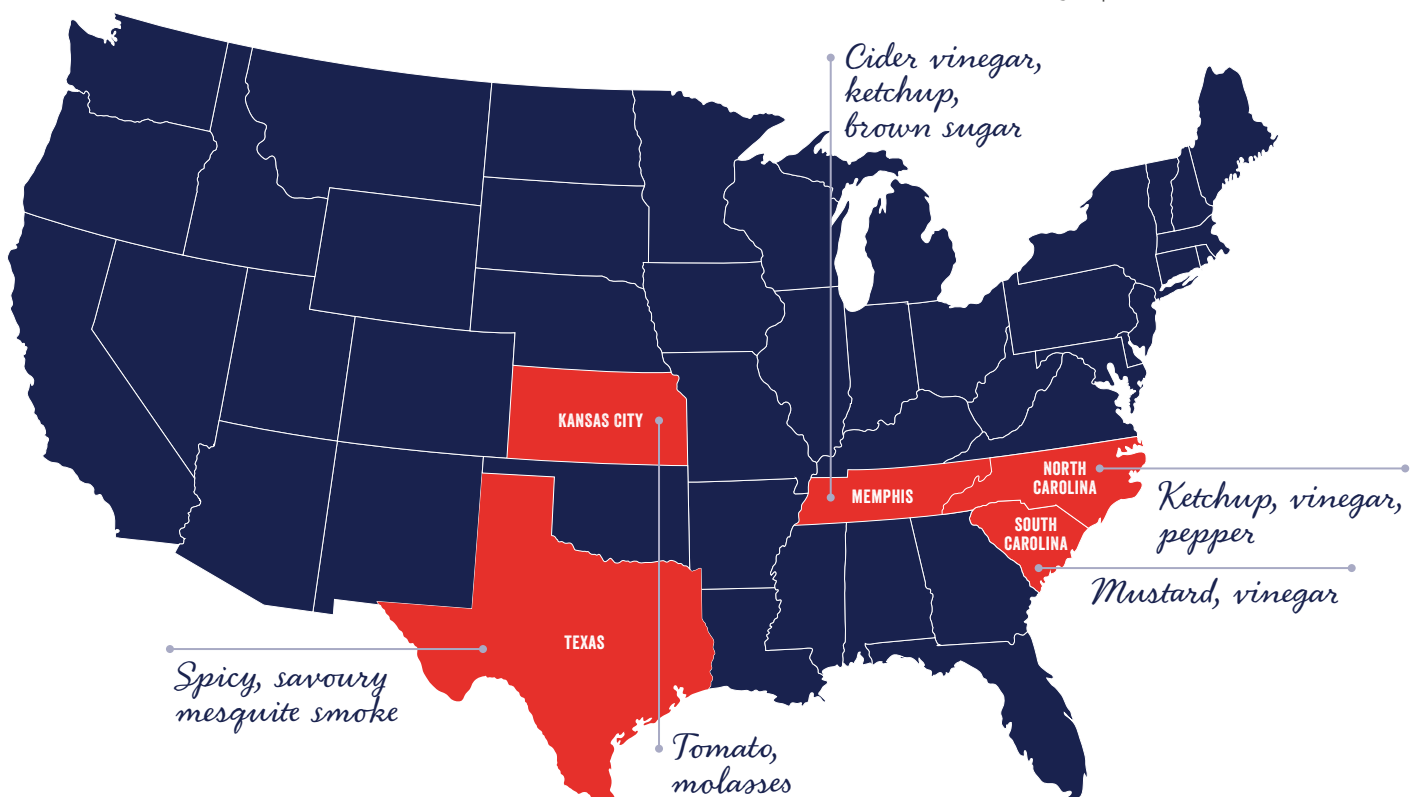 Cider vinegar,
ketchup,
brown sugar
KANSAS CITY
MEMPHIS
NORTH
CAROLINA
Ketchup, vinegar,
pepper
SOUTH
CAROLINA
Mustard, vinegar
TEXAS
Spicy, savoury
mesquite smoke
Tomato,
molasses